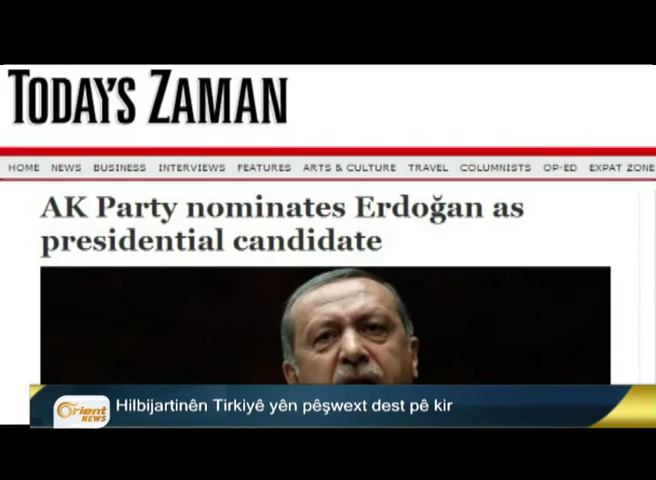 TODAY'S ZAMAN
HOME NEWS BUSINESS INTERVIEWS FEATURES ARTS & CULTURE TRAVEL COLUMNISTS OP-ED EXPAT ZONE
AK Party nominates Erdoğan as
presidential candidate
Orient NEWS
Hilbijartinên Tirkiyê yên pêşwext dest pê kir